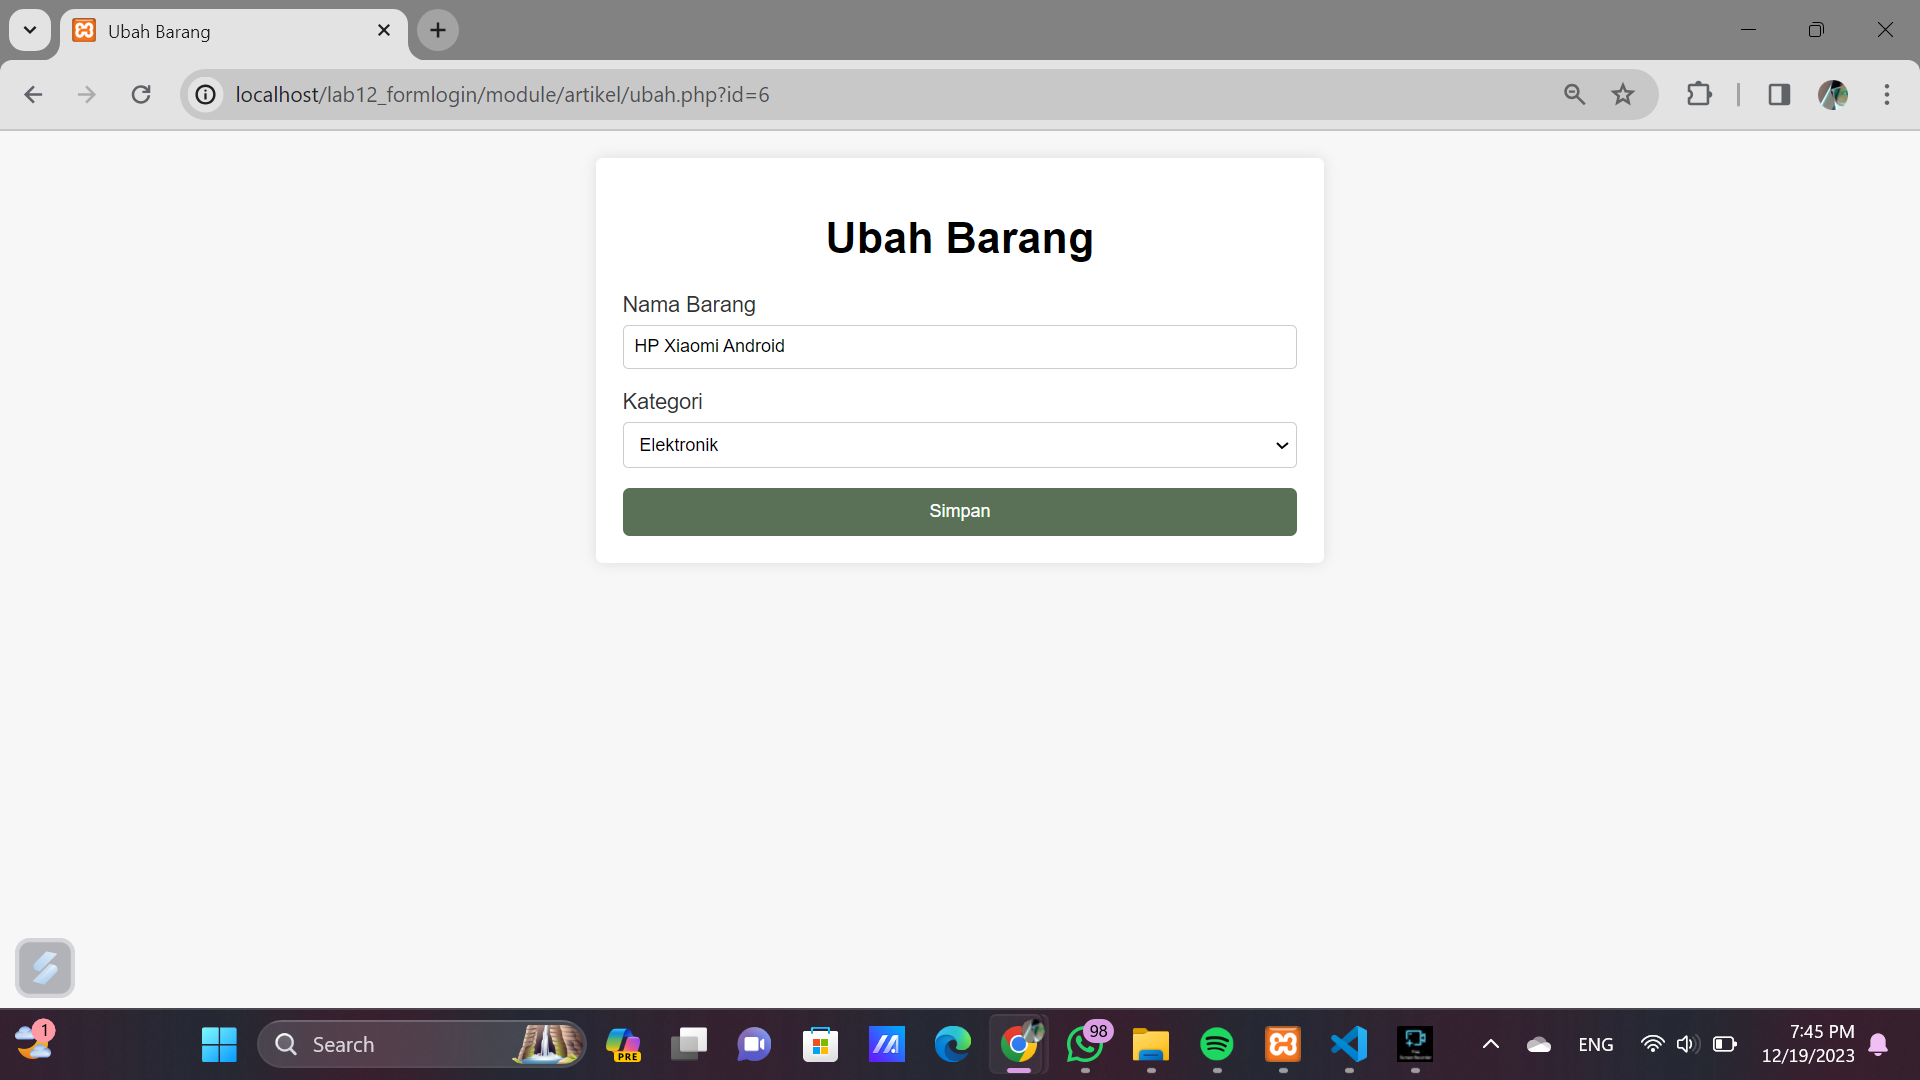 Ubah Barang
localhost/lab12_formlogin/module/artikel/ubah.php?id=6
Ubah Barang
Nama Barang
HP Xiaomi Android
Kategori
Elektronik
Simpan
1
Search
PRE
98
ENG
7:45 PM
12/19/2023